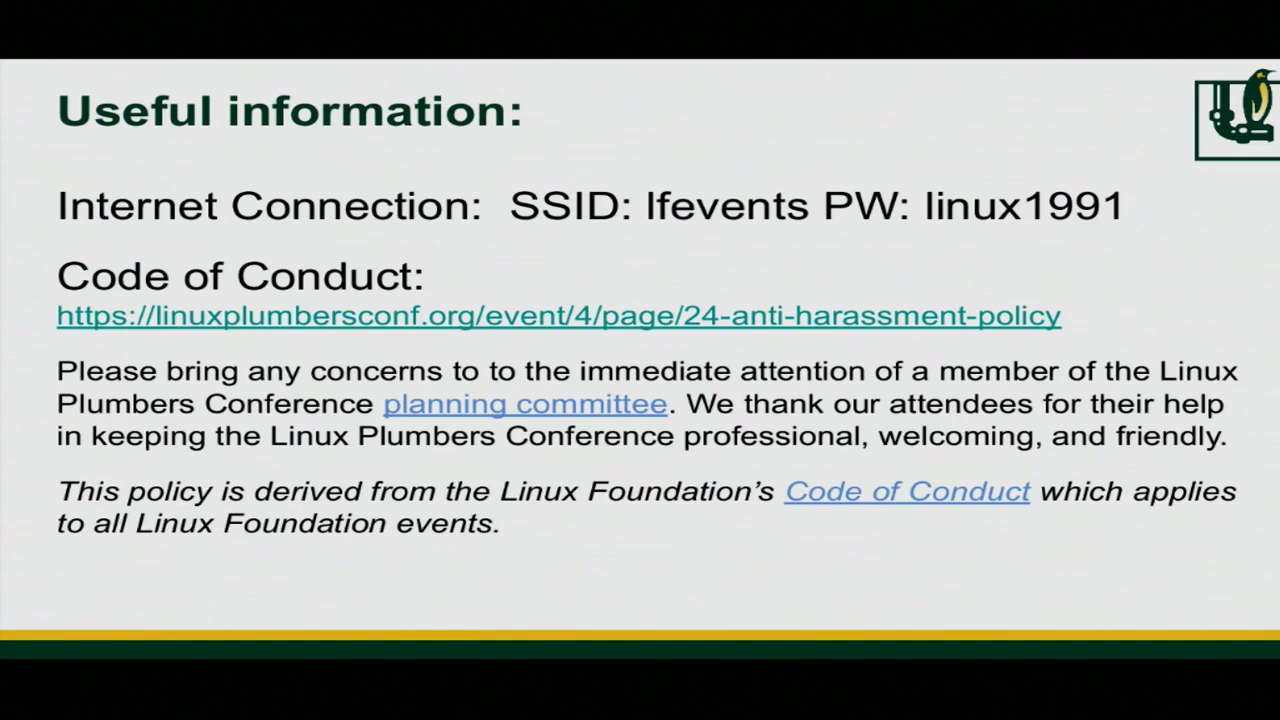 Useful information:
Internet Connection:  SSID: lfevents PW: linux1991
Code of Conduct:
https://linuxplumbersconf.org/event/4/page/24-anti-harassment-policy
Please bring any concerns to to the immediate attention of a member of the Linux
Plumbers Conference planning committee. We thank our attendees for their help
in keeping the Linux Plumbers Conference professional, welcoming, and friendly.
This policy is derived from the Linux Foundation’s Code of Conduct which applies
to all Linux Foundation events.